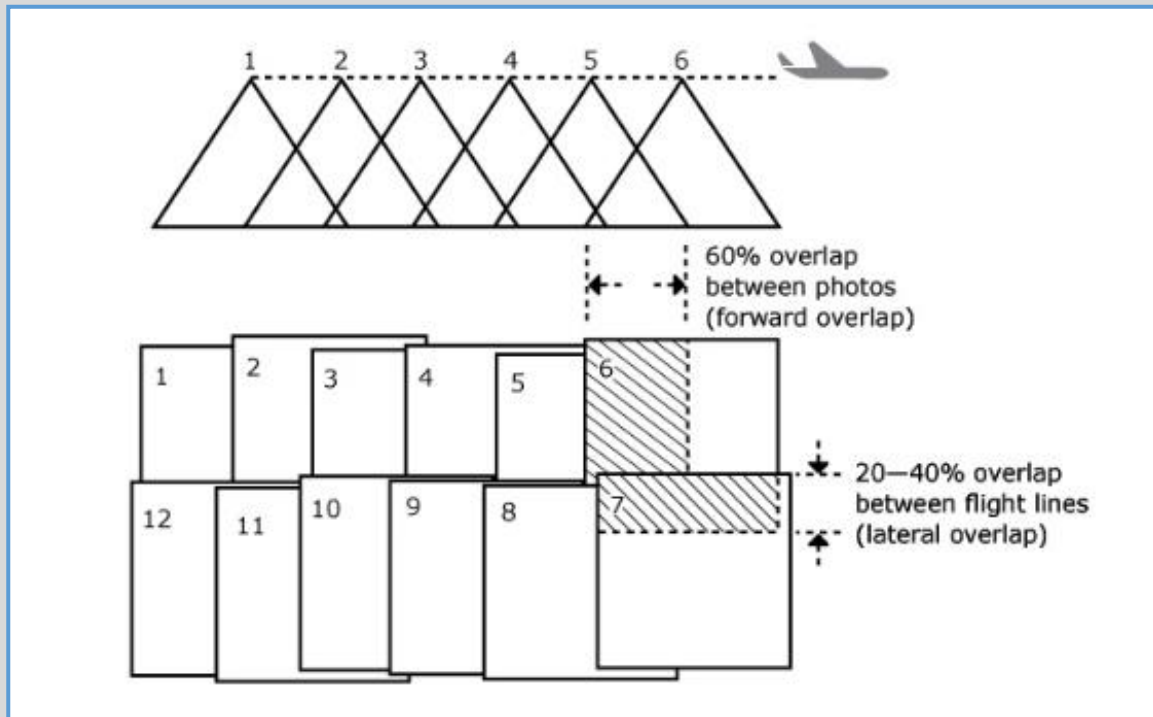 1 2 3 4 5 6
60% overlap
between photos
(forward overlap)
1 2 3 4 5 6
20—40% overlap
between flight lines
(lateral overlap)
12 11 10 9 8 7